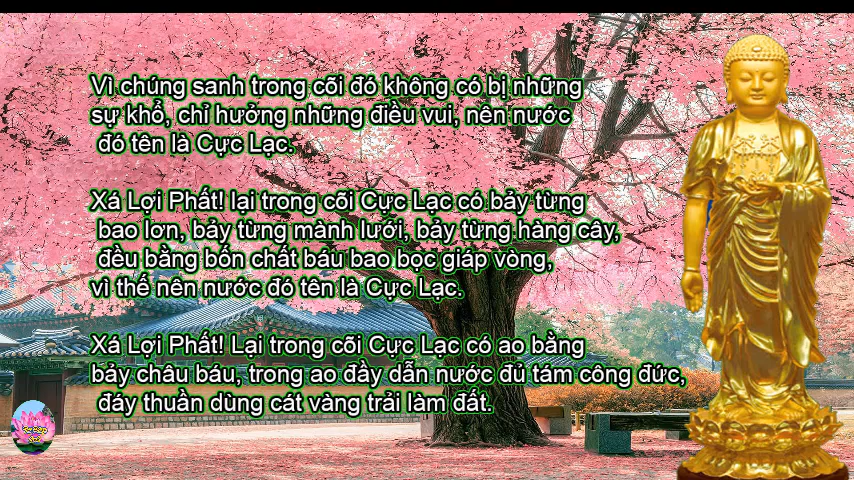 Vì chúng sanh trong cõi đó không có bị những
sự khổ, chỉ hưởng những điều vui, nên nước
đó tên là Cực Lạc.
Xá Lợi Phất! lại trong cõi Cực Lạc có bảy từng
bao lơn, bảy từng mành lưới, bảy từng hàng cây,
đều bằng bốn chất báu bao bọc giáp vòng,
vì thế nên nước đó tên là Cực Lạc.
Xá Lợi Phất! Lại trong cõi Cực Lạc có ao bằng
bảy châu báu, trong ao đầy dẫn nước đủ tám công đức,
đáy thuần dùng cát vàng trải làm đất.